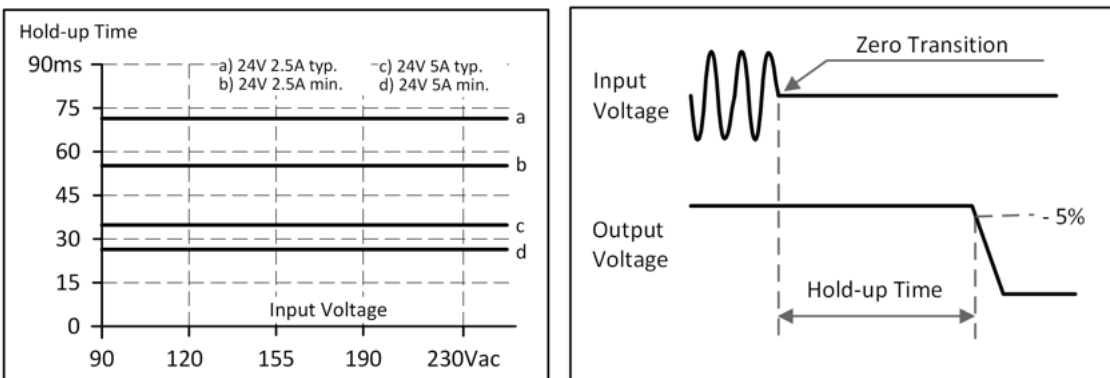 Hold-up Time
90ms
a) 24V 2.5A typ. c) 24V 5A typ.
b) 24V 2.5A min. d) 24V 5A min.
75
a
60
b
45
c
30
d
15
Input Voltage
0
90 120 155 190 230Vac
Zero Transition
Input
Voltage
Output
Voltage
- 5%
Hold-up Time